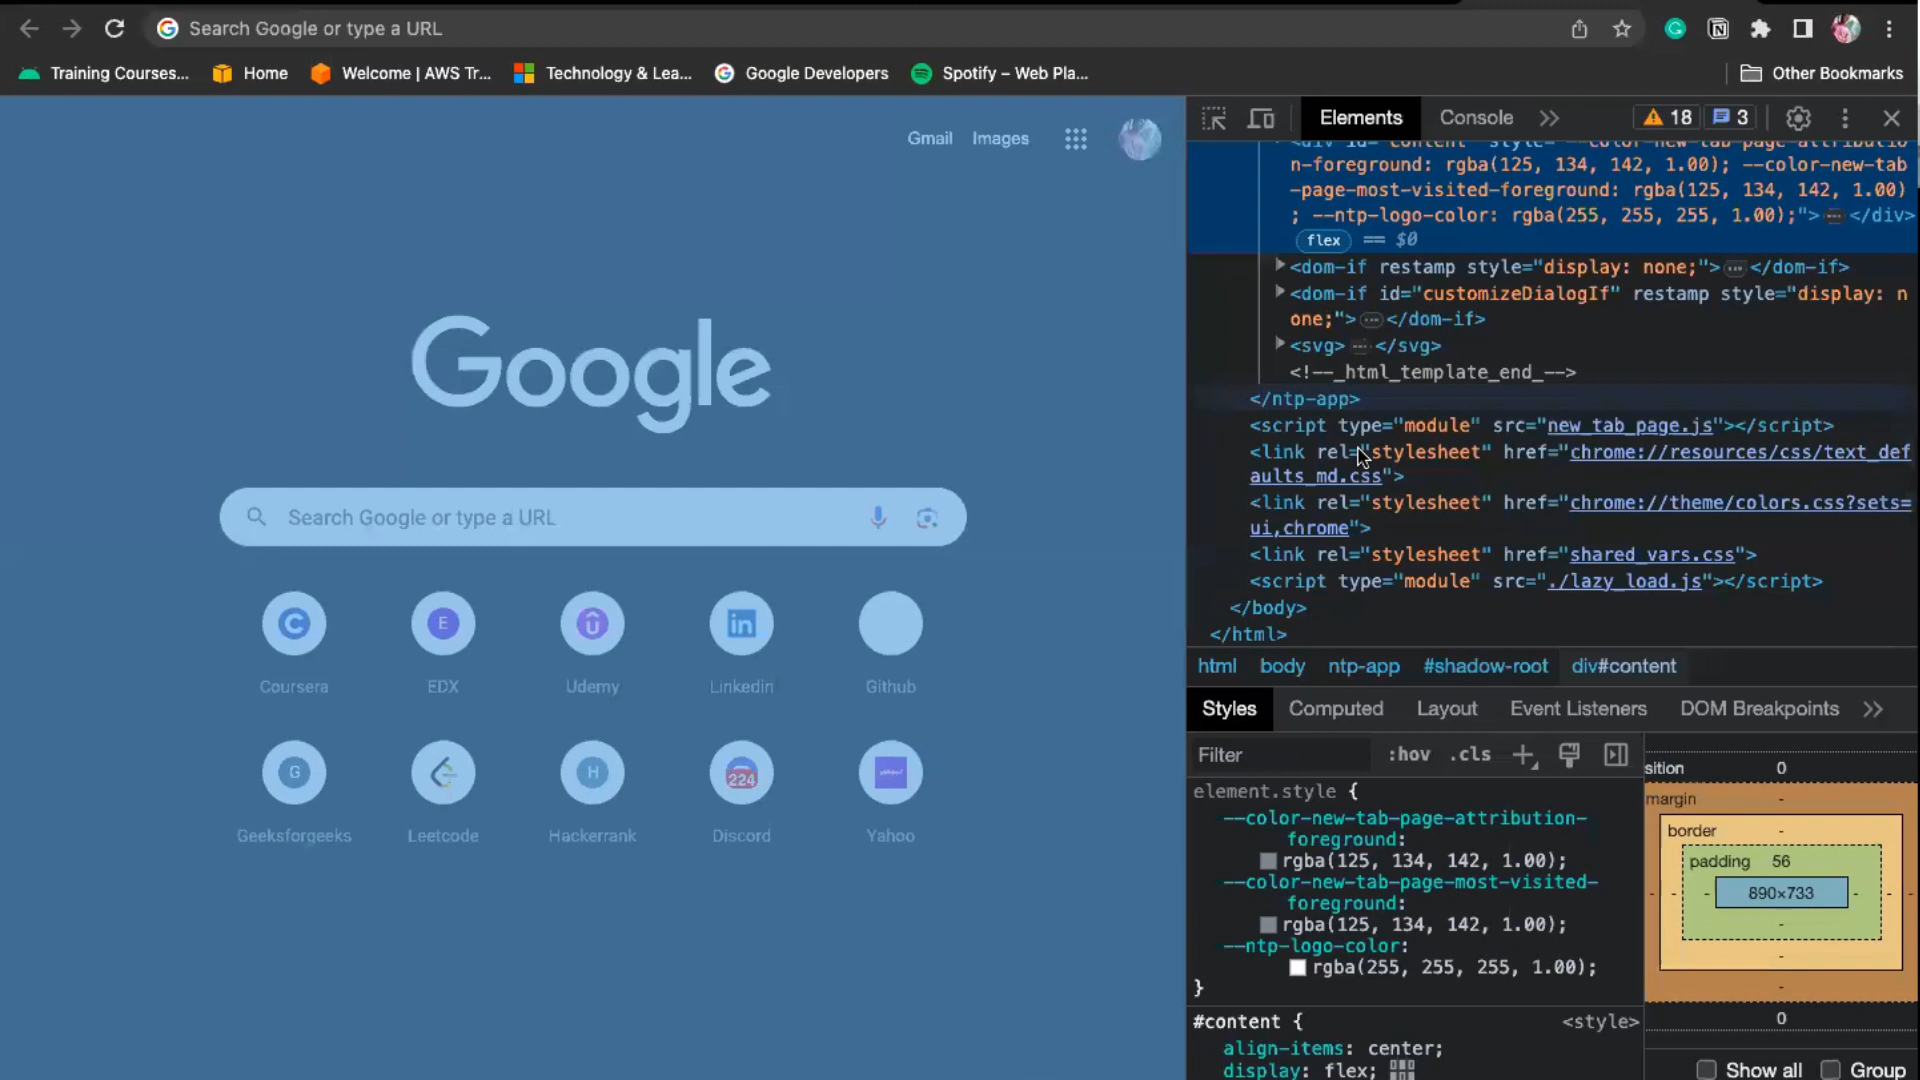 Search Google or type a URL
Training Courses...
Home
Welcome | AWS Tr...
Technology & Lea...
Google Developers
Spotify – Web Pla...
Other Bookmarks
Gmail
Images
Google
Search Google or type a URL
C
E
û
in
Coursera
EDX
Udemy
Linkedin
Github
G
H
224
Geeksforgeeks
Leetcode
Hackerrank
Discord
Yahoo
Elements
Console
18
3
<div id="content" style="--color-new-tab-page-attributio
n-foreground: rgba(125, 134, 142, 1.00); --color-new-tab
-page-most-visited-foreground: rgba(125, 134, 142, 1.00)
; --ntp-logo-color: rgba(255, 255, 255, 1.00);">…</div>
flex == $0
<dom-if restamp style="display: none;">…</dom-if>
<dom-if id="customizeDialogIf" restamp style="display: n
one;">…</dom-if>
<svg>…</svg>
<!--_html_template_end_-->
</ntp-app>
<script type="module" src="new_tab_page.js"></script>
<link rel="stylesheet" href="chrome://resources/css/text_def
aults_md.css">
<link rel="stylesheet" href="chrome://theme/colors.css?sets=
ui,chrome">
<link rel="stylesheet" href="shared_vars.css">
<script type="module" src="./lazy_load.js"></script>
</body>
</html>
html body ntp-app #shadow-root div#content
Styles Computed Layout Event Listeners DOM Breakpoints
Filter :hov .cls
element.style {
--color-new-tab-page-attribution-
foreground:
rgba(125, 134, 142, 1.00);
--color-new-tab-page-most-visited-
foreground:
rgba(125, 134, 142, 1.00);
--ntp-logo-color:
rgba(255, 255, 255, 1.00);
}
#content { <style>
align-items: center;
display: flex;
sition 0
margin -
border -
padding 56
- - - 890×733 - - -
-
-
-
0
Show all Group